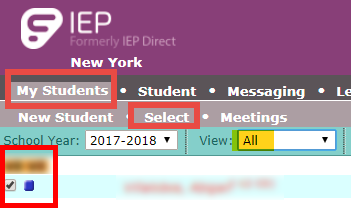 IEP
Formerly IEP Direct
New York
My Students • Student • Messaging • Le
New Student • Select • Meetings
School Year: 2017-2018 View: All